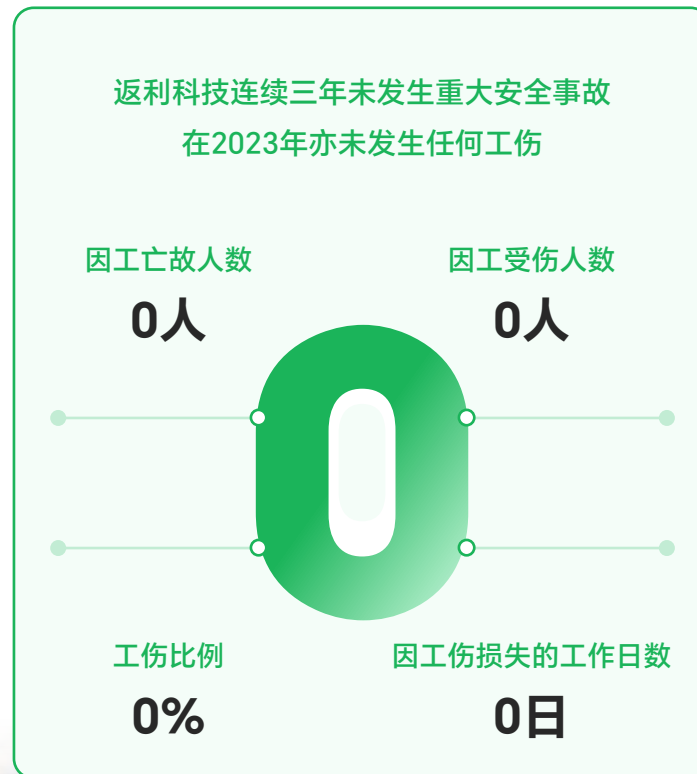 返利科技连续三年未发生重大安全事故
在2023年亦未发生任何工伤
因工亡故人数
因工受伤人数
0人
0人
0
工伤比例
因工伤损失的工作日数
0%
0日